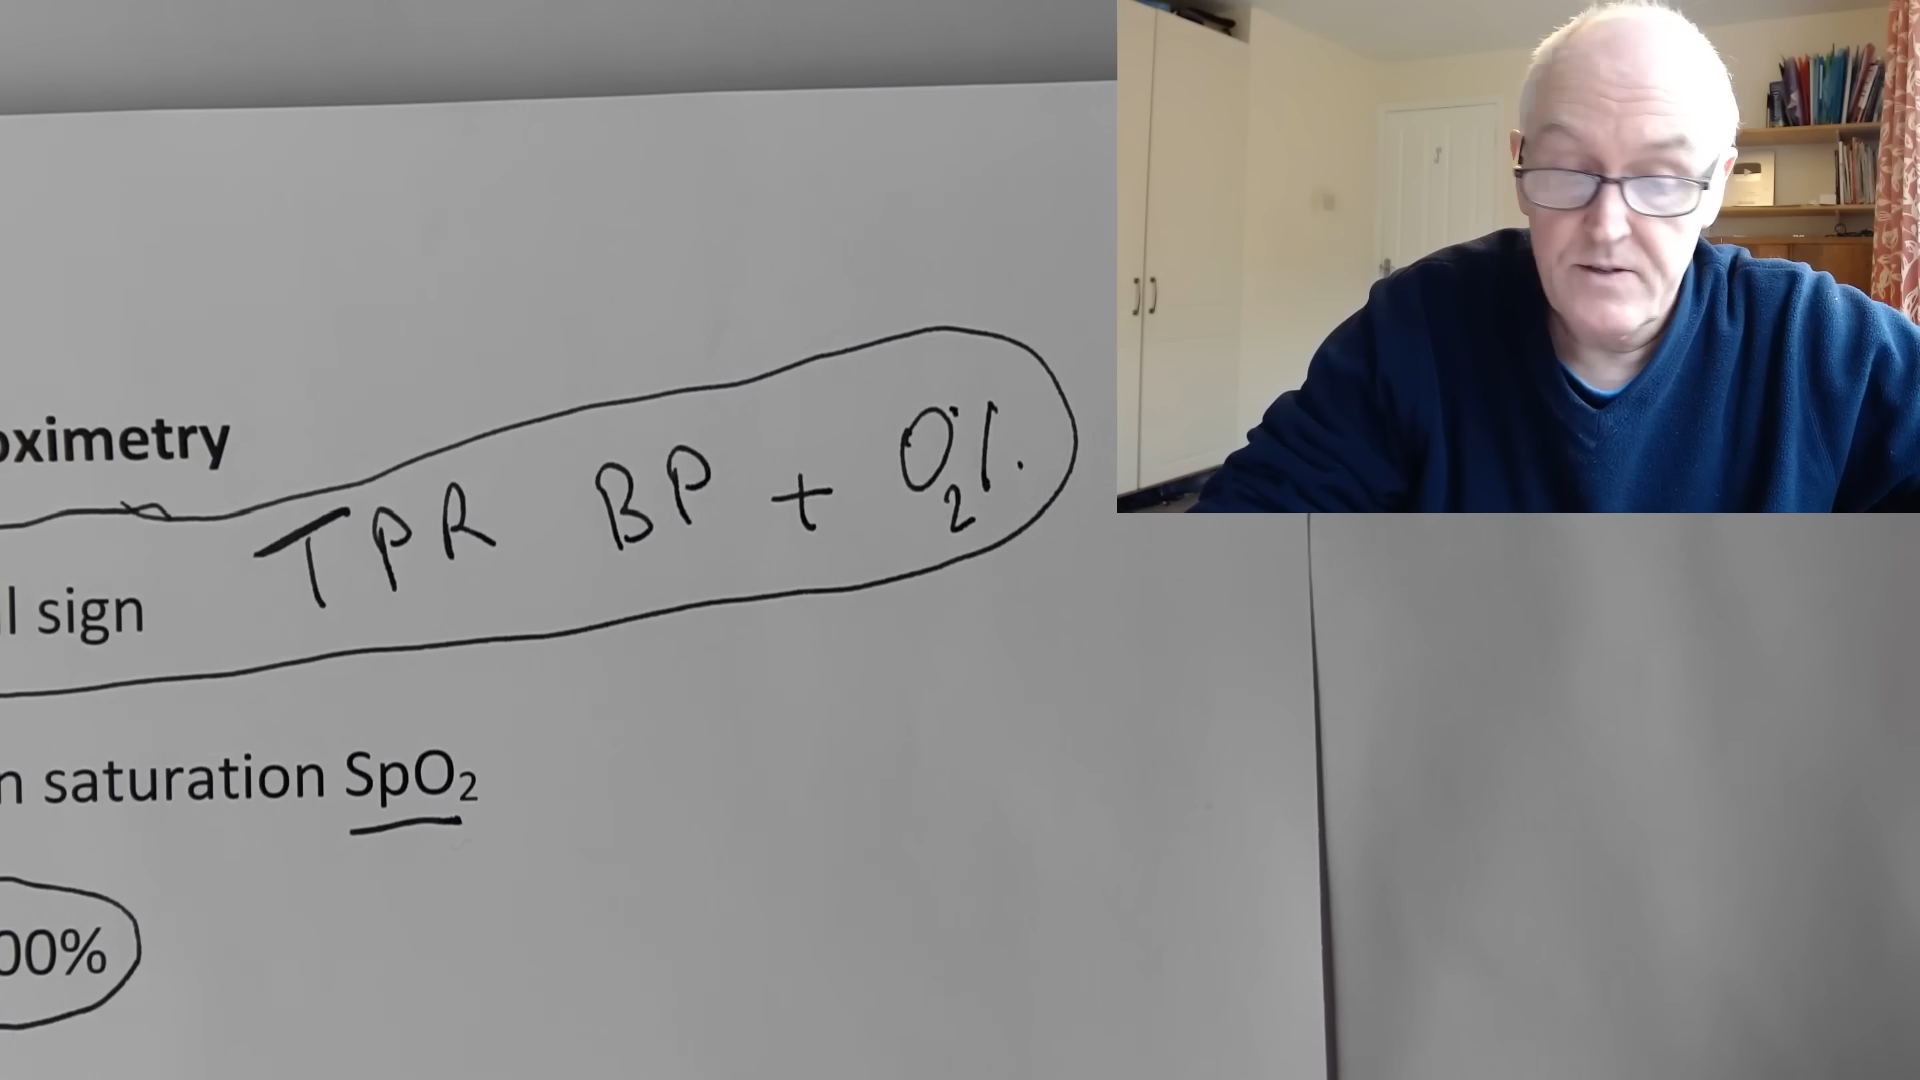 oximetry
TPR BP + O2%.
l sign
n saturation SpO₂
00%